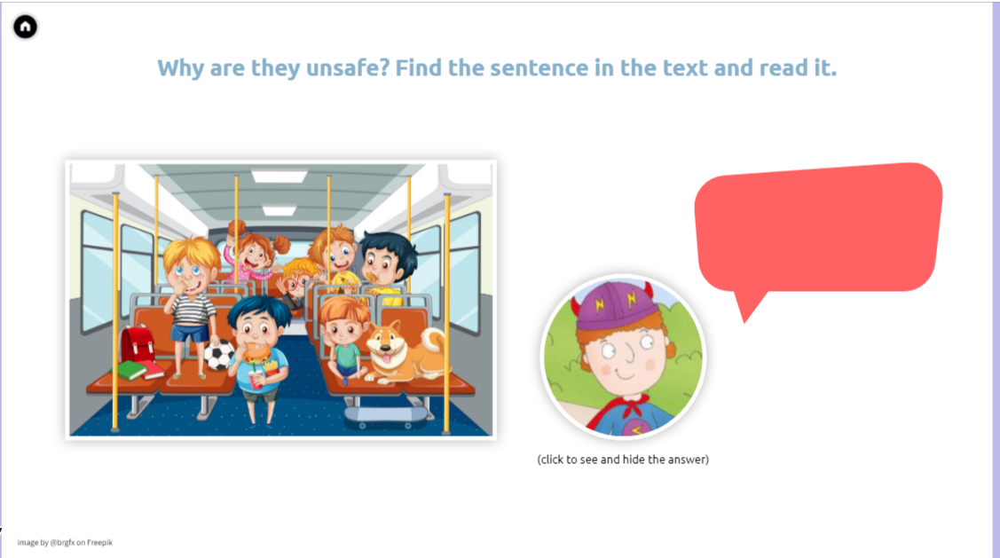 Why are they unsafe? Find the sentence in the text and read it.
(click to see and hide the answer)
image by @brgfx on Freepik